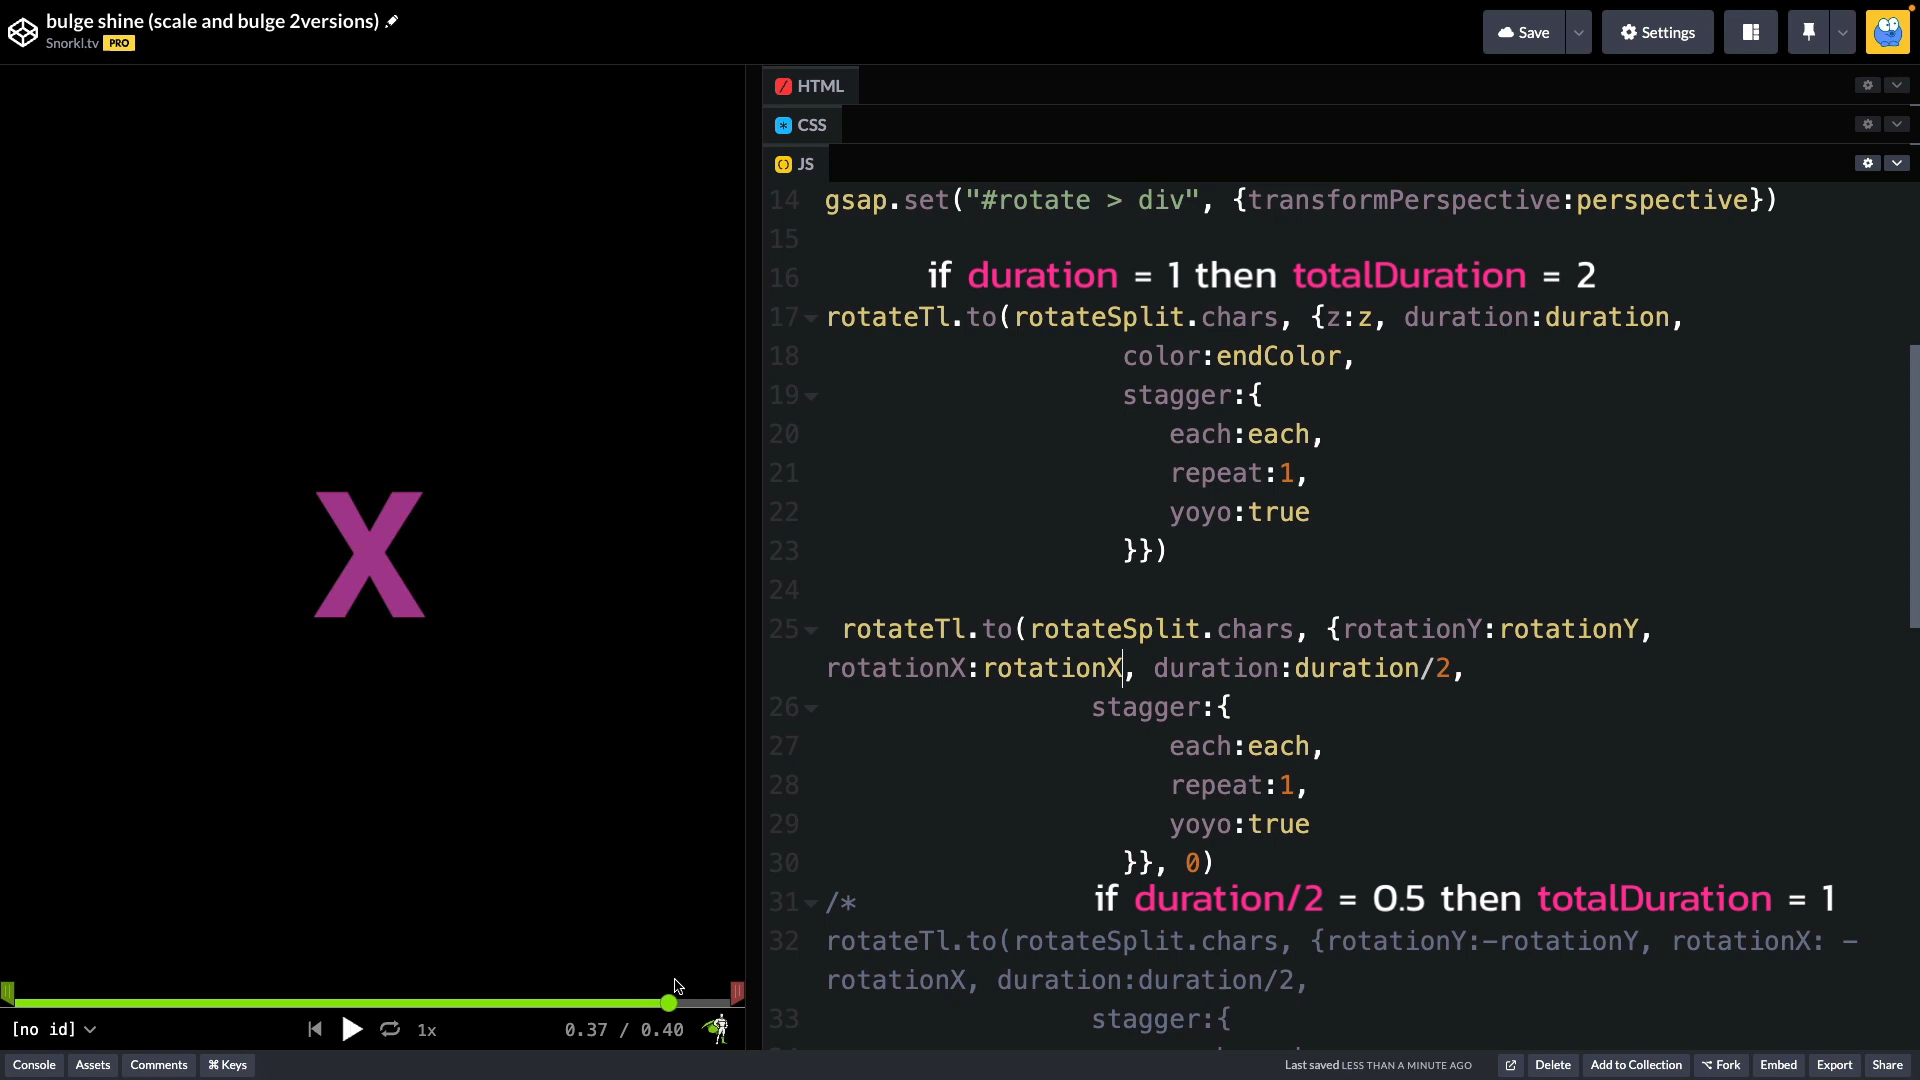 bulge shine (scale and bulge 2versions)
Snorkl.tv PRO
Save
Settings
HTML
CSS
JS
14 gsap.set("#rotate > div", {transformPerspective:perspective})
15
16 if duration = 1 then totalDuration = 2
17 rotateTl.to(rotateSplit.chars, {z:z, duration:duration,
18 color:endColor,
19 stagger:{
20 each:each,
21 repeat:1,
22 yoyo:true
23 }})
24
25 rotateTl.to(rotateSplit.chars, {rotationY:rotationY,
rotationX:rotationX, duration:duration/2,
26 stagger:{
27 each:each,
28 repeat:1,
29 yoyo:true
30 }}, 0)
31 /* if duration/2 = 0.5 then totalDuration = 1
32 rotateTl.to(rotateSplit.chars, {rotationY:-rotationY, rotationX: -
rotationX, duration:duration/2,
33 stagger:{
X
[no id] 1x 0.37 / 0.40
Console Assets Comments ⌘ Keys
Last saved LESS THAN A MINUTE AGO Delete Add to Collection Fork Embed Export Share